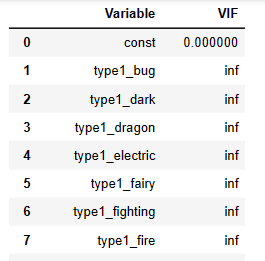 Variable VIF
0 const 0.000000
1 type1_bug inf
2 type1_dark inf
3 type1_dragon inf
4 type1_electric inf
5 type1_fairy inf
6 type1_fighting inf
7 type1_fire inf